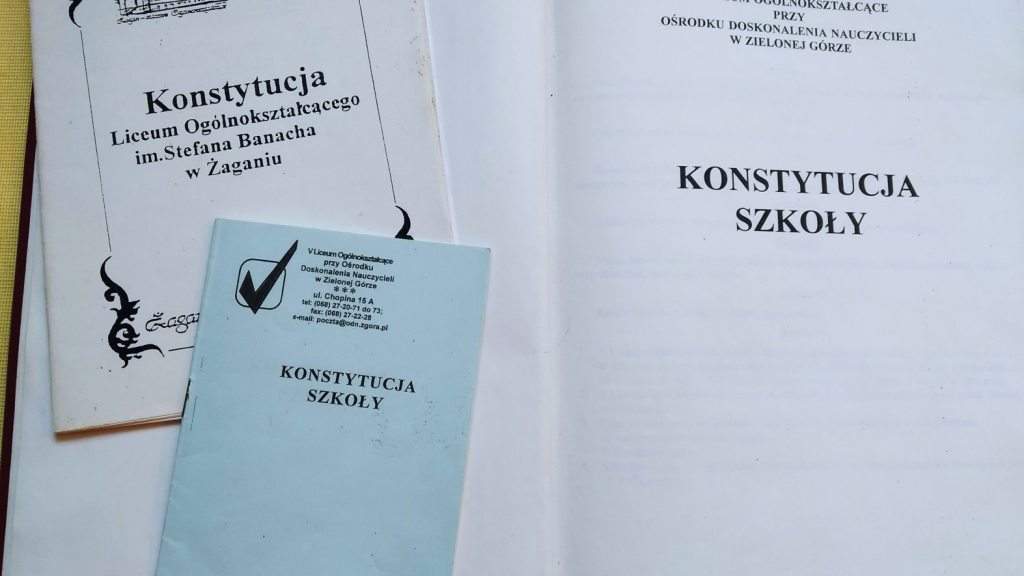 Konstytucja
Liceum Ogólnokształcącego
im.Stefana Banacha
w Żaganiu
Żagan
V Liceum Ogólnokształcące
przy Ośrodku
Doskonalenia Nauczycieli
w Zielonej Górze
***
ul. Chopina 15 A
tel: (068) 27-20-71 do 73;
fax: (068) 27-22-28
e-mail: poczta@odn.zgora.pl
KONSTYTUCJA
SZKOŁY
OGÓLNOKSZTAŁCĄCE
PRZY
OŚRODKU DOSKONALENIA NAUCZYCIELI
W ZIELONEJ GÓRZE
KONSTYTUCJA
SZKOŁY